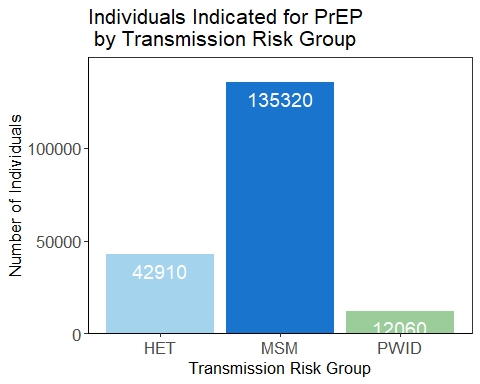 Individuals Indicated for PrEP
by Transmission Risk Group
Number of Individuals
100000
50000
0
135320
42910
12060
HET MSM PWID
Transmission Risk Group